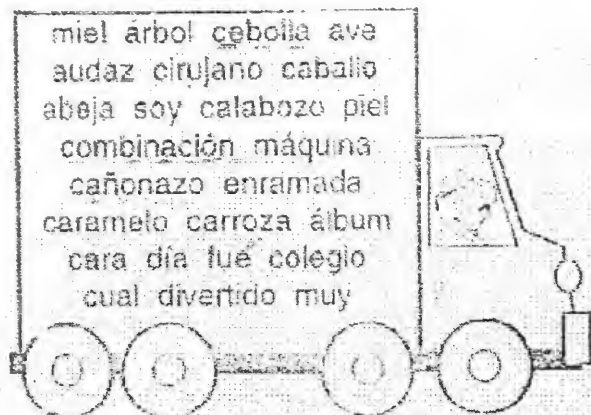 miel árbol cebolla ave
audaz cirujano caballo
abeja soy calabozo piel
combinación máquina
cañonazo enramada
caramelo carroza álbum
cara día fué colegio
cual divertido muy